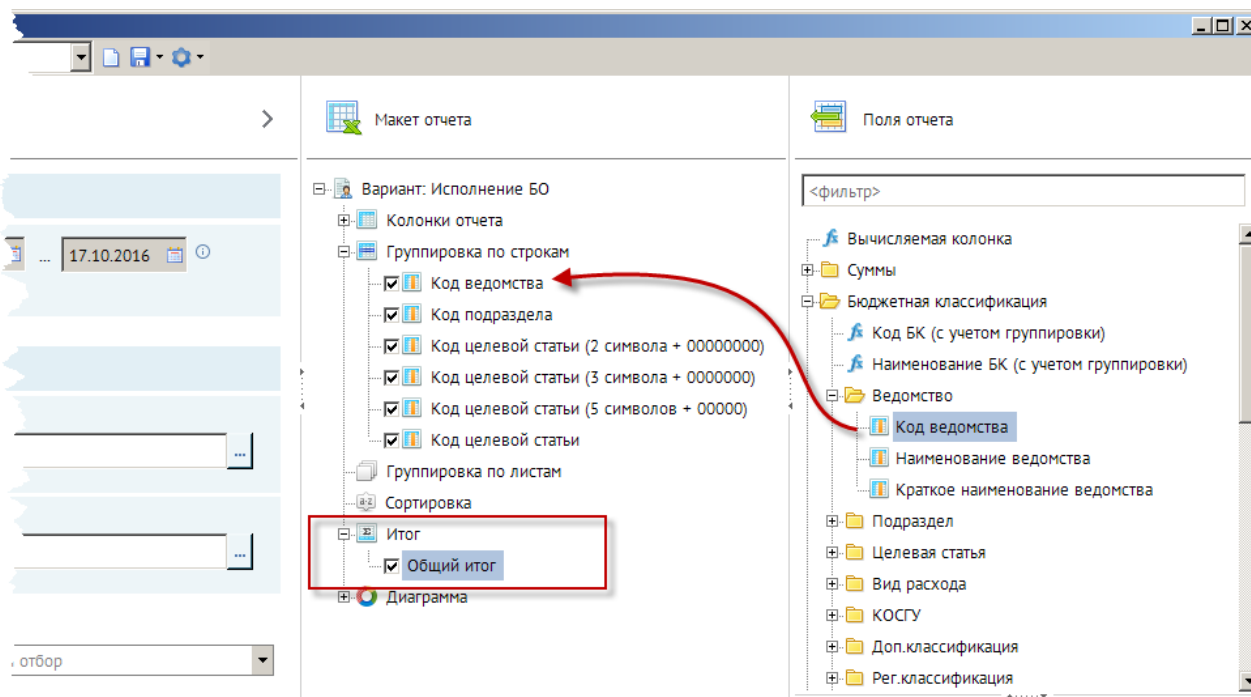 Макет отчета
Поля отчета
Вариант: Исполнение БО
Колонки отчета
Группировка по строкам
Код ведомства
Код подраздела
Код целевой статьи (2 символа + 00000000)
Код целевой статьи (3 символа + 0000000)
Код целевой статьи (5 символов + 00000)
Код целевой статьи
Группировка по листам
Сортировка
Итог
Общий итог
Диаграмма
... 17.10.2016
...
...
отбор
<фильтр>
Вычисляемая колонка
Суммы
Бюджетная классификация
Код БК (с учетом группировки)
Наименование БК (с учетом группировки)
Ведомство
Код ведомства
Наименование ведомства
Краткое наименование ведомства
Подраздел
Целевая статья
Вид расхода
КОСГУ
Доп.классификация
Рег.классификация